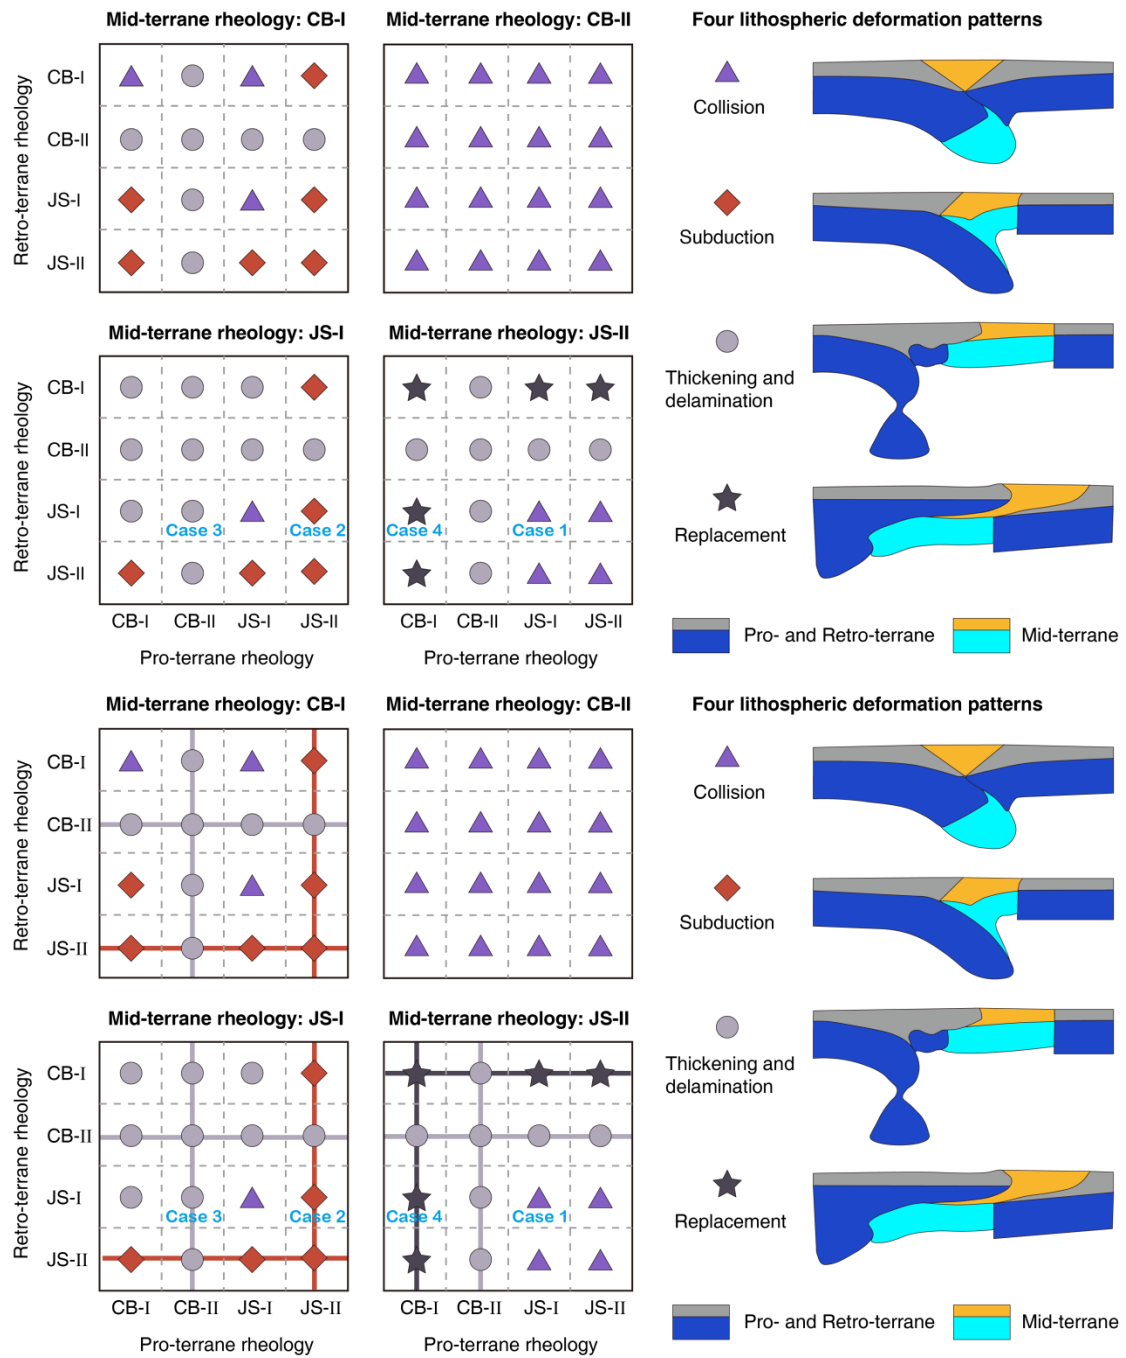 Mid-terrane rheology: CB-I
Mid-terrane rheology: CB-II
Four lithospheric deformation patterns
Retro-terrane rheology
CB-I
CB-II
JS-I
JS-II
Collision
Subduction
Mid-terrane rheology: JS-I
Mid-terrane rheology: JS-II
Retro-terrane rheology
CB-I
CB-II
JS-I
JS-II
Case 3
Case 2
Case 4
Case 1
CB-I
CB-II
JS-I
JS-II
CB-I
CB-II
JS-I
JS-II
Pro-terrane rheology
Pro-terrane rheology
Thickening and
delamination
Replacement
Pro- and Retro-terrane
Mid-terrane
Mid-terrane rheology: CB-I
Mid-terrane rheology: CB-II
Four lithospheric deformation patterns
Retro-terrane rheology
CB-I
CB-II
JS-I
JS-II
Collision
Subduction
Mid-terrane rheology: JS-I
Mid-terrane rheology: JS-II
Retro-terrane rheology
CB-I
CB-II
JS-I
JS-II
Case 3
Case 2
Case 4
Case 1
CB-I
CB-II
JS-I
JS-II
CB-I
CB-II
JS-I
JS-II
Pro-terrane rheology
Pro-terrane rheology
Thickening and
delamination
Replacement
Pro- and Retro-terrane
Mid-terrane